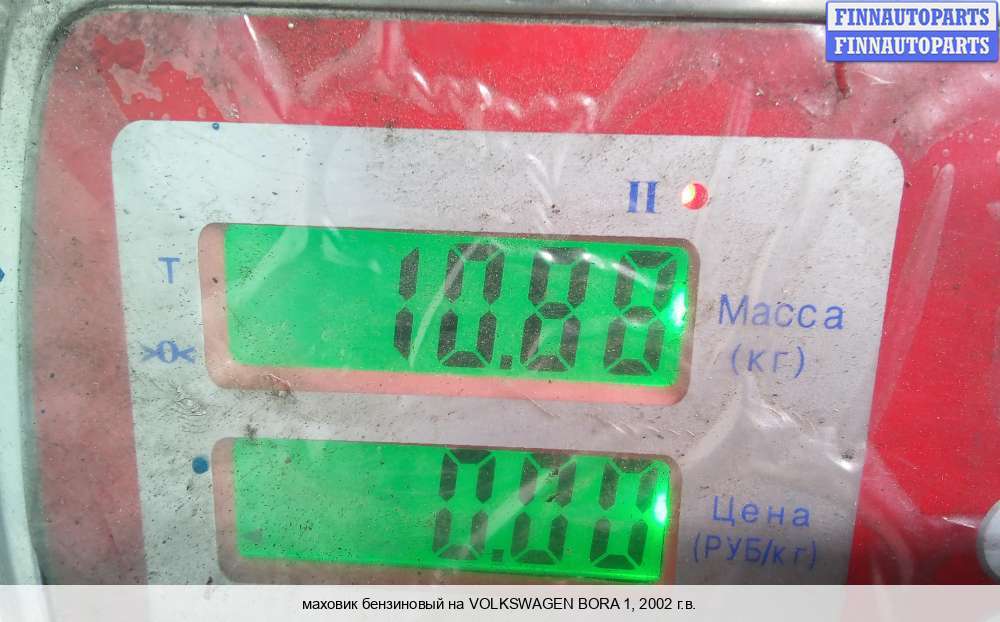 FINNAUTOPARTS
FINNAUTOPARTS
II
T
10.88
Масса
(кг)
>0<
0.00
Цена
(РУБ/кг)
маховик бензиновый на VOLKSWAGEN BORA 1, 2002 г.в.